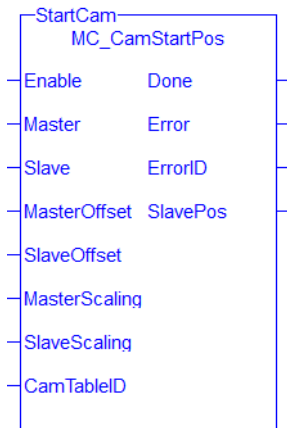 StartCam
MC_CamStartPos
Enable Done
Master Error
Slave ErrorID
MasterOffset SlavePos
SlaveOffset
MasterScaling
SlaveScaling
CamTableID